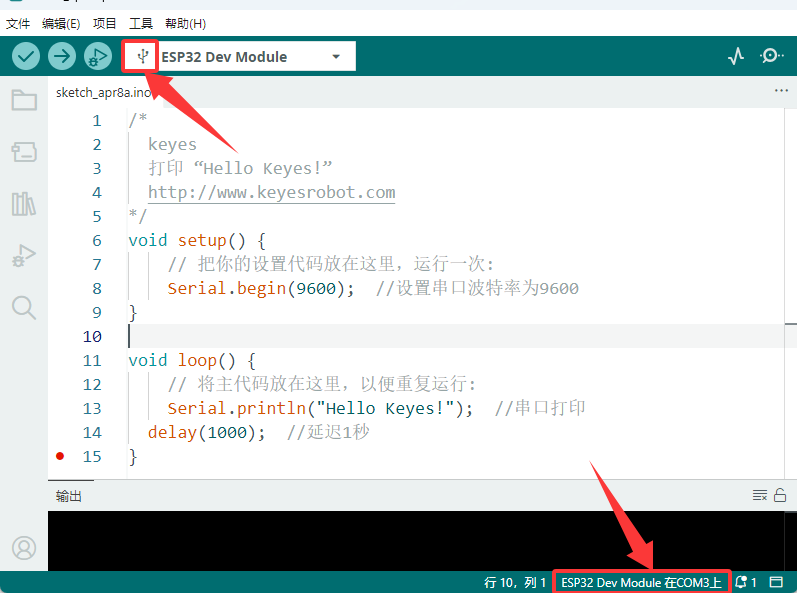 文件 编辑(E) 项目 工具 帮助(H)
ESP32 Dev Module
sketch_apr8a.ino
1 /*
2 keyes
3 打印 “Hello Keyes!”
4 http://www.keyesrobot.com
5 */
6 void setup() {
7 // 把你的设置代码放在这里，运行一次:
8 Serial.begin(9600); //设置串口波特率为9600
9 }
10
11 void loop() {
12 // 将主代码放在这里，以便重复运行:
13 Serial.println("Hello Keyes!"); //串口打印
14 delay(1000); //延迟1秒
15 }
输出
行 10，列 1 ESP32 Dev Module 在COM3上 1